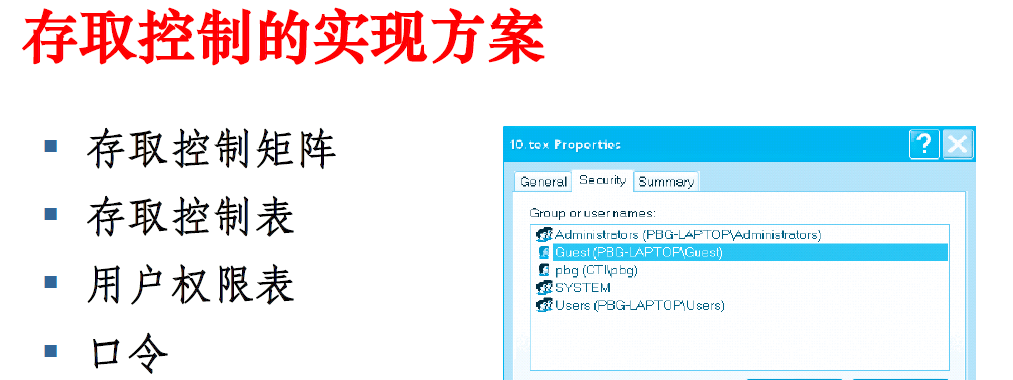 存取控制的实现方案
存取控制矩阵
存取控制表
用户权限表
口令
10.tex Properties
General Security Summary
Group or user names:
Administrators (PBG-LAPTOP\Administrators)
Guest (PBG-LAPTOP\Guest)
pbg (CTI\pbg)
SYSTEM
Users (PBG-LAPTOP\Users)